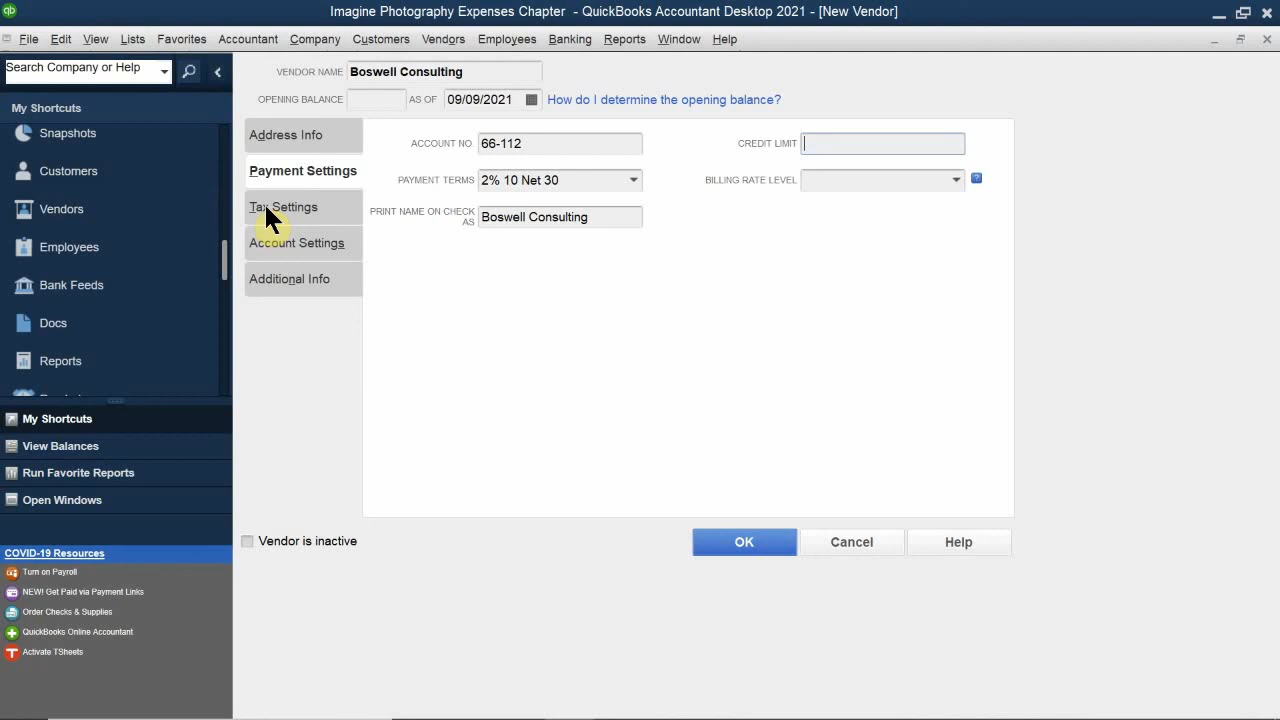 Imagine Photography Expenses Chapter - QuickBooks Accountant Desktop 2021 - [New Vendor]
File Edit View Lists Favorites Accountant Company Customers Vendors Employees Banking Reports Window Help
Search Company or Help
My Shortcuts
Snapshots
Customers
Vendors
Employees
Bank Feeds
Docs
Reports
My Shortcuts
View Balances
Run Favorite Reports
Open Windows
COVID-19 Resources
Turn on Payroll
NEW! Get Paid via Payment Links
Order Checks & Supplies
QuickBooks Online Accountant
Activate TSheets
VENDOR NAME Boswell Consulting
OPENING BALANCE AS OF 09/09/2021 How do I determine the opening balance?
Address Info
Payment Settings
Tax Settings
Account Settings
Additional Info
ACCOUNT NO. 66-112
PAYMENT TERMS 2% 10 Net 30
PRINT NAME ON CHECK
AS Boswell Consulting
CREDIT LIMIT
BILLING RATE LEVEL ?
Vendor is inactive
OK Cancel Help